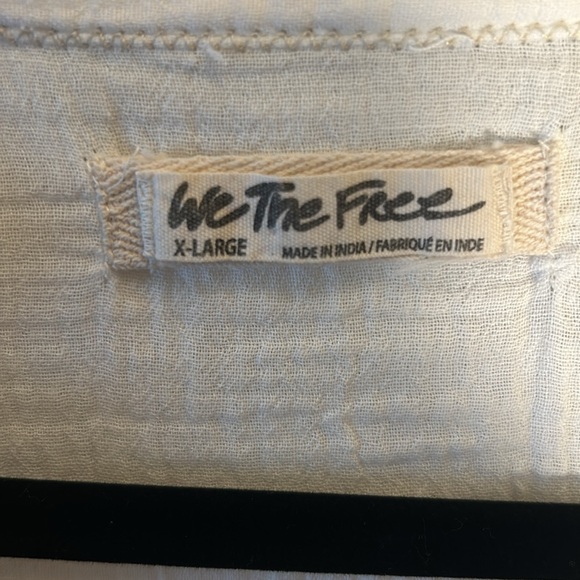 We The Free
X-LARGE MADE IN INDIA / FABRIQUÉ EN INDE